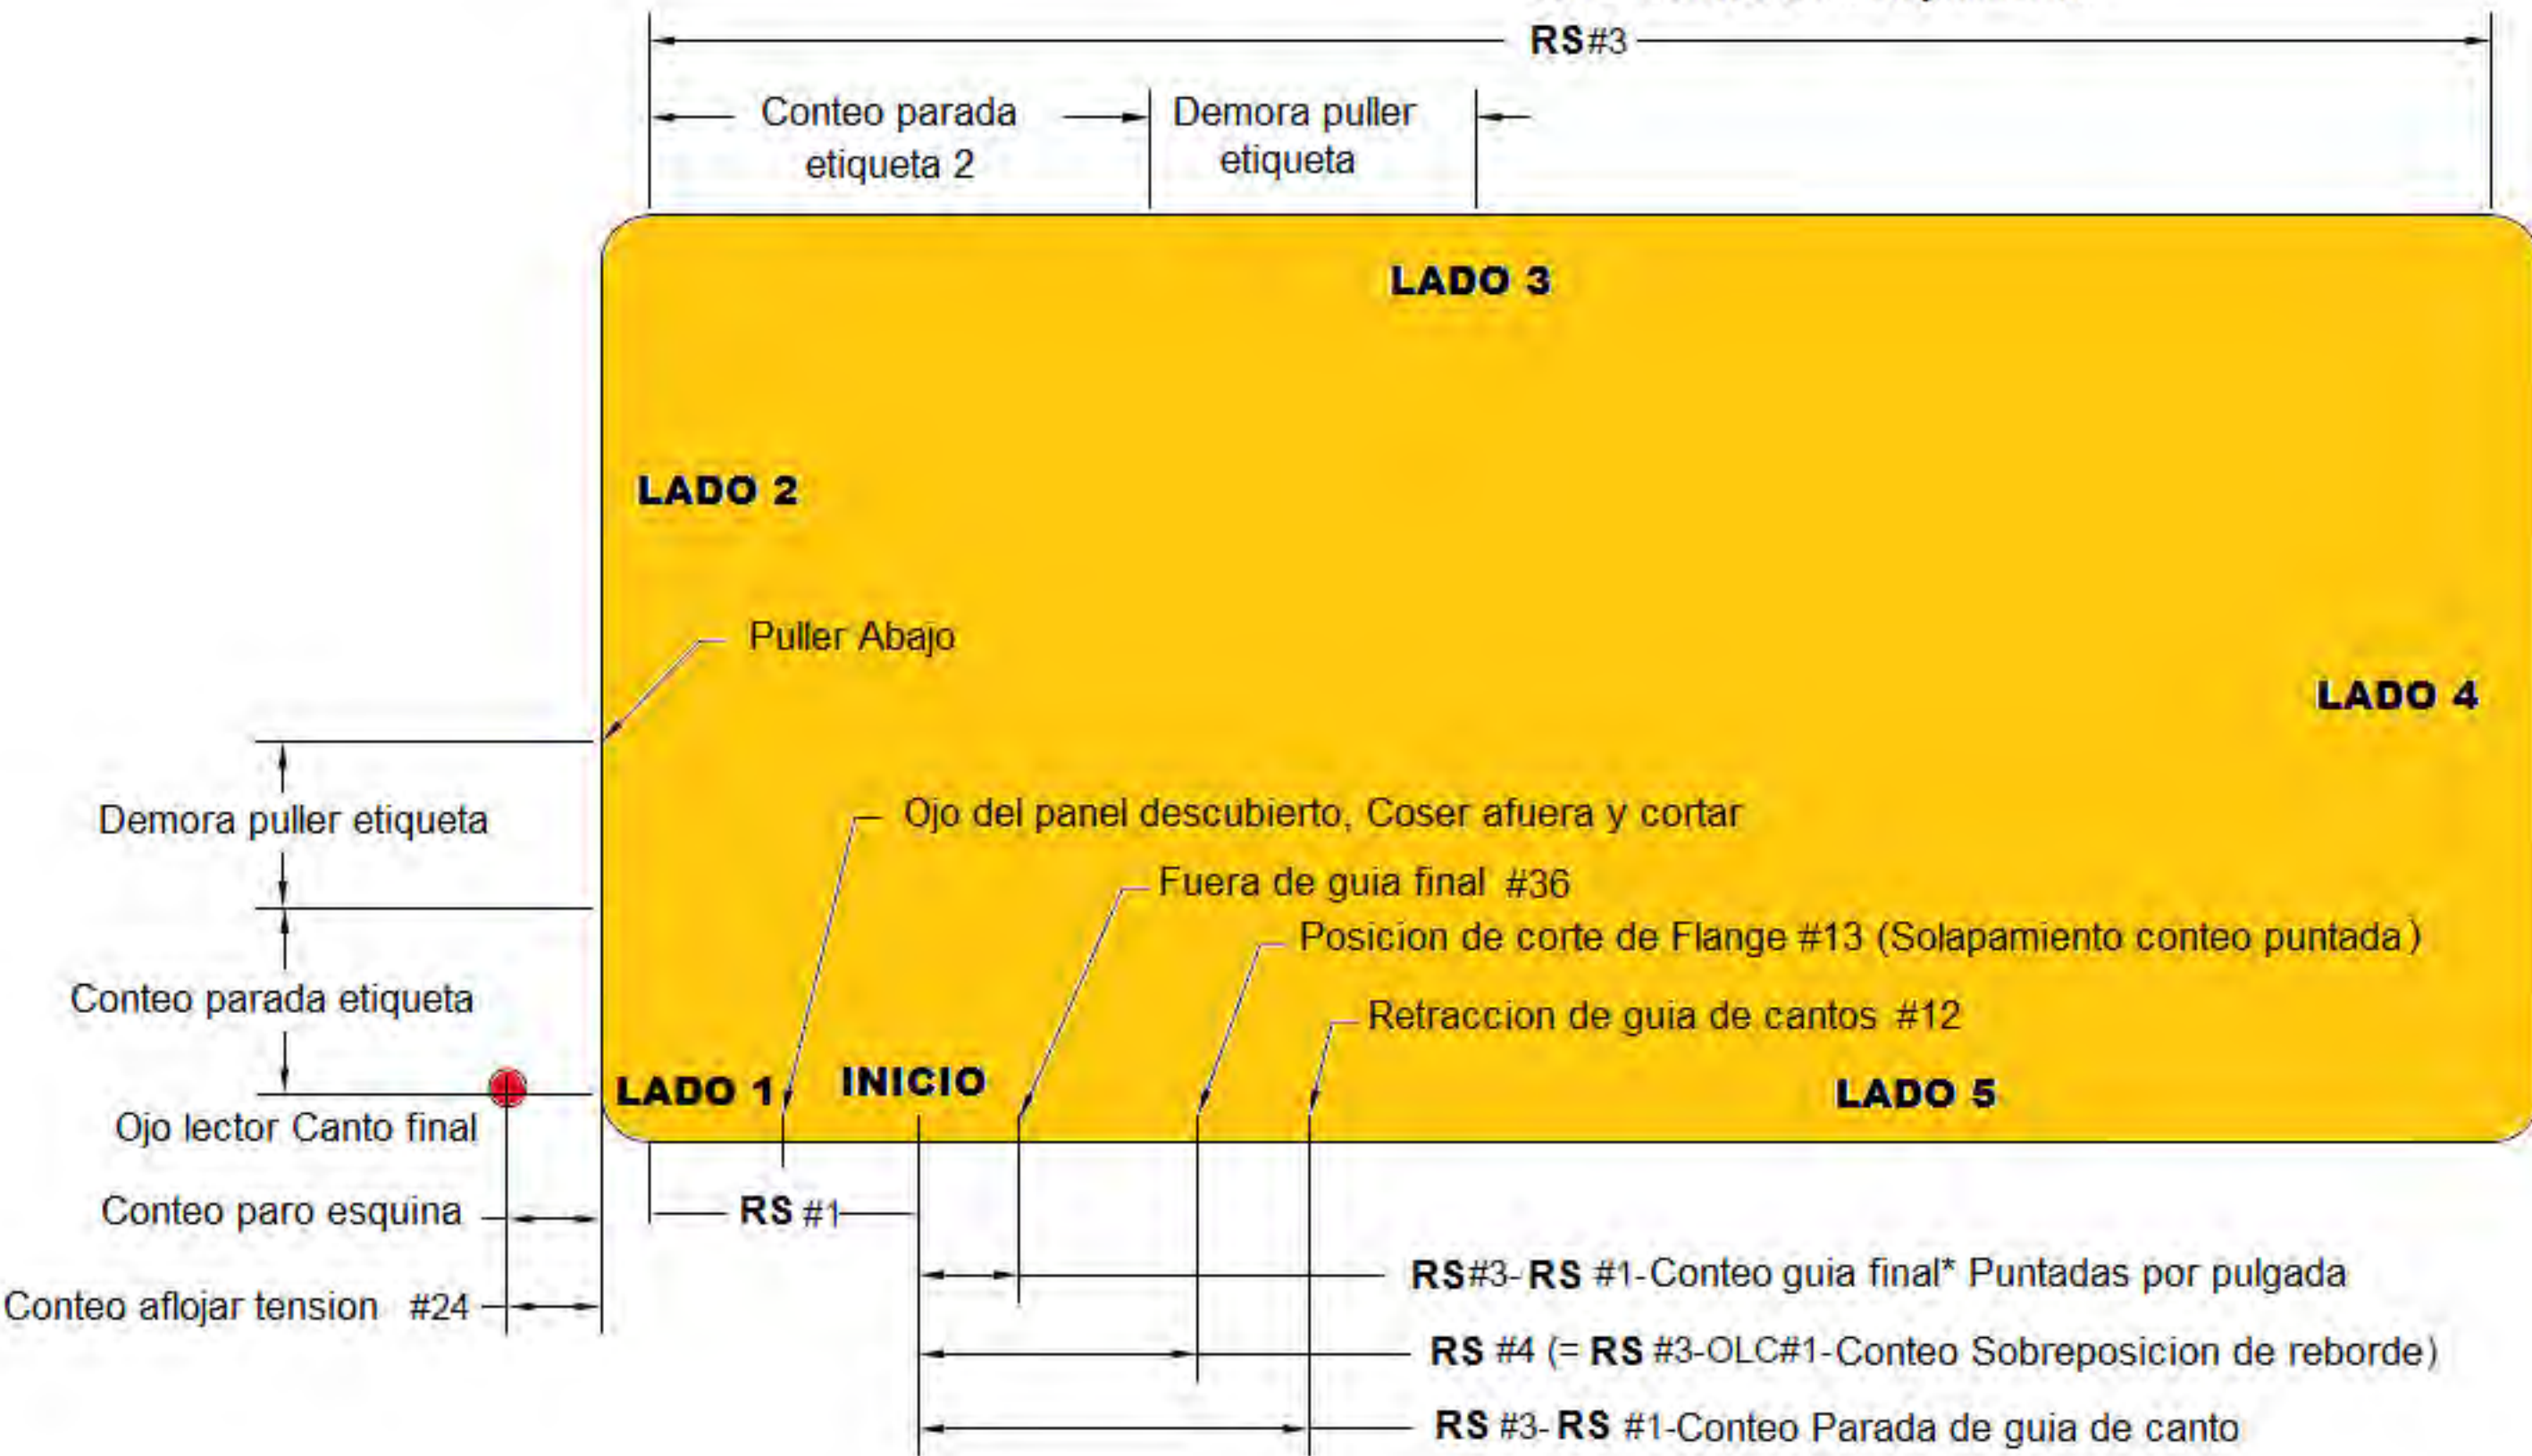 RS#3
Conteo parada
etiqueta 2
Demora puller
etiqueta
LADO 3
LADO 2
Puller Abajo
LADO 4
Demora puller etiqueta
Ojo del panel descubierto, Coser afuera y cortar
Fuera de guia final #36
Posicion de corte de Flange #13 (Solapamiento conteo puntada)
Conteo parada etiqueta
Retraccion de guia de cantos #12
LADO 1
INICIO
LADO 5
Ojo lector Canto final
Conteo paro esquina
RS #1
Conteo aflojar tension #24
RS#3-RS #1-Conteo guia final* Puntadas por pulgada
RS #4 (= RS #3-OLC#1-Conteo Sobreposicion de reborde)
RS #3-RS #1-Conteo Parada de guia de canto